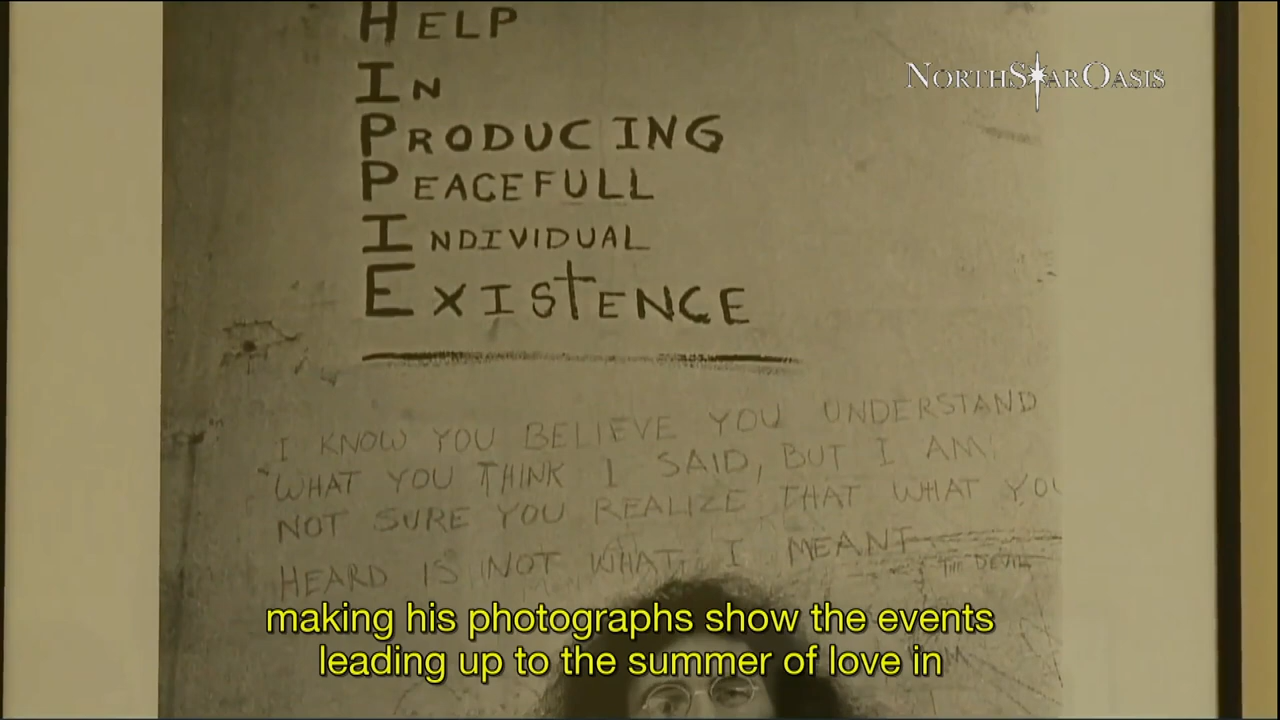 HELP
IN
PRODUCING
PEACEFULL
INDIVIDUAL
EXISTENCE
NORTHSTAROASIS
I KNOW YOU BELIEVE YOU UNDERSTAND
WHAT YOU THINK I SAID, BUT I AM
NOT SURE YOU REALIZE THAT WHAT YOU
HEARD IS NOT WHAT I MEANT
THE DEVIL
making his photographs show the events
leading up to the summer of love in